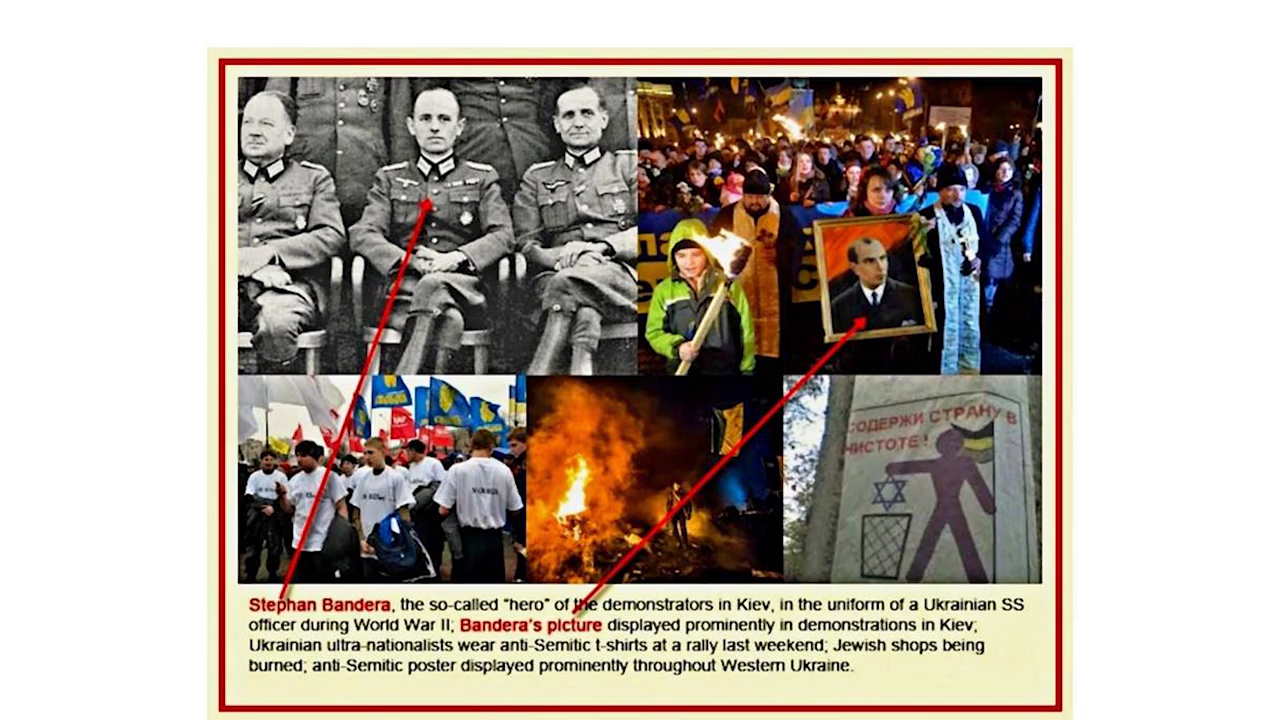 СОДЕРЖИ СТРАНУ В
ЧИСТОТЕ!
Stephan Bandera, the so-called "hero" of the demonstrators in Kiev, in the uniform of a Ukrainian SS
officer during World War II; Bandera's picture displayed prominently in demonstrations in Kiev;
Ukrainian ultra-nationalists wear anti-Semitic t-shirts at a rally last weekend; Jewish shops being
burned; anti-Semitic poster displayed prominently throughout Western Ukraine.